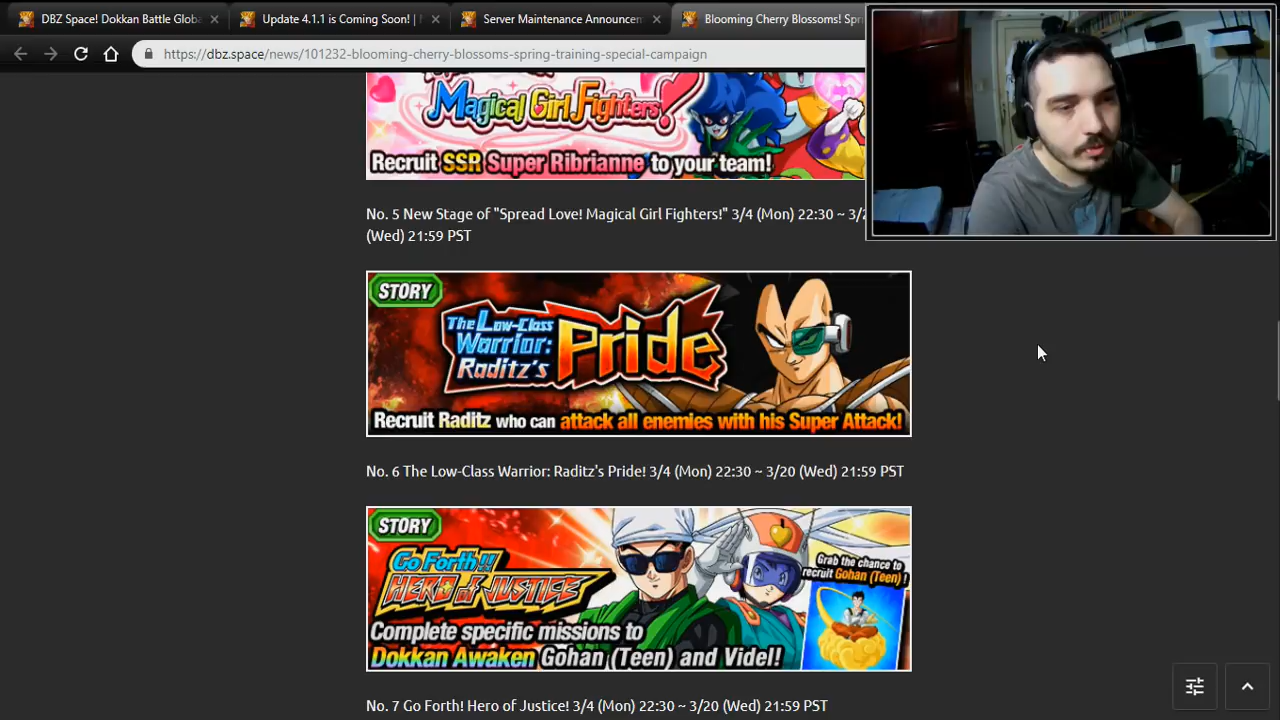 DBZ Space! Dokkan Battle Globa
Update 4.1.1 is Coming Soon! |
Server Maintenance Announcem
Blooming Cherry Blossoms! Spr
https://dbz.space/news/101232-blooming-cherry-blossoms-spring-training-special-campaign
Magical Girl Fighters!
Recruit SSR Super Ribrianne to your team!
No. 5 New Stage of "Spread Love! Magical Girl Fighters!" 3/4 (Mon) 22:30 ~ 3/2
(Wed) 21:59 PST
STORY
The Low-Class
Warrior:
Raditz's
Pride
Recruit Raditz who can attack all enemies with his Super Attack!
No. 6 The Low-Class Warrior: Raditz's Pride! 3/4 (Mon) 22:30 ~ 3/20 (Wed) 21:59 PST
STORY
Go Forth!!
HERO of JUSTICE
Grab the chance to
recruit Gohan (Teen)!
Complete specific missions to
Dokkan Awaken Gohan (Teen) and Videl!
No. 7 Go Forth! Hero of Justice! 3/4 (Mon) 22:30 ~ 3/20 (Wed) 21:59 PST